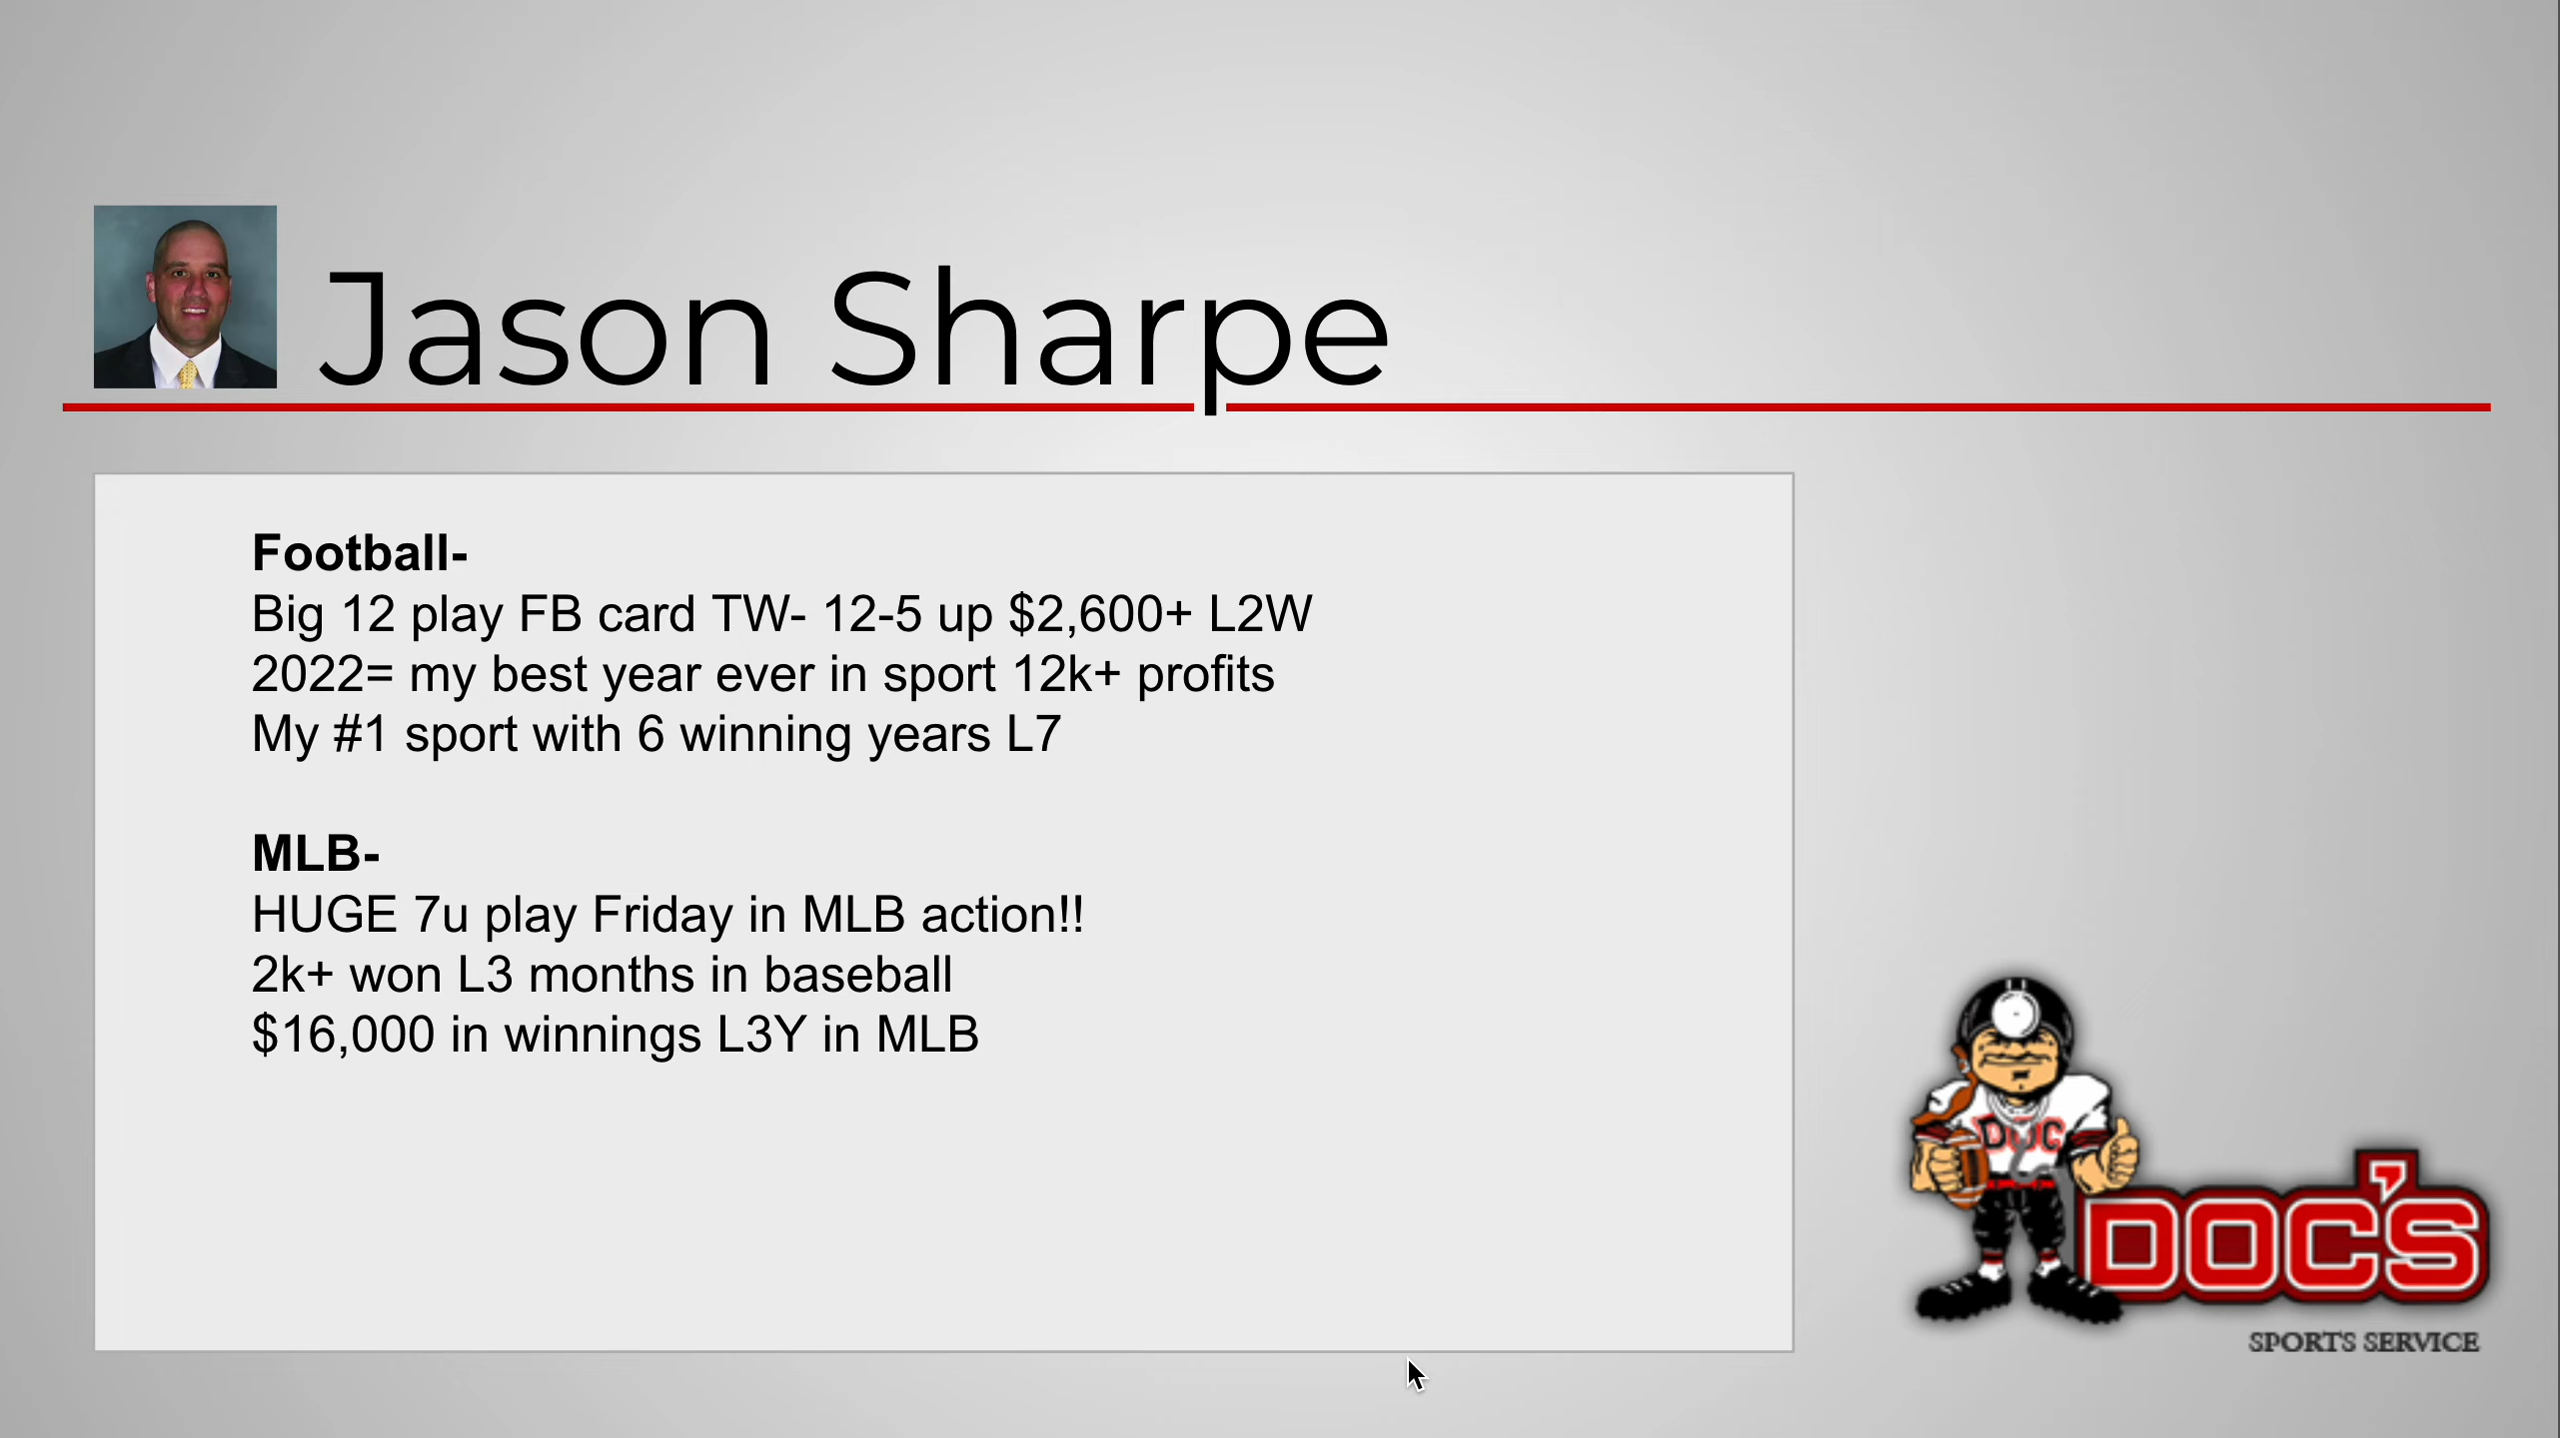 Jason Sharpe
Football-
Big 12 play FB card TW- 12-5 up $2,600+ L2W
2022= my best year ever in sport 12k+ profits
My #1 sport with 6 winning years L7
MLB-
HUGE 7u play Friday in MLB action!!
2k+ won L3 months in baseball
$16,000 in winnings L3Y in MLB
DOC
DOC'S
SPORTS SERVICE